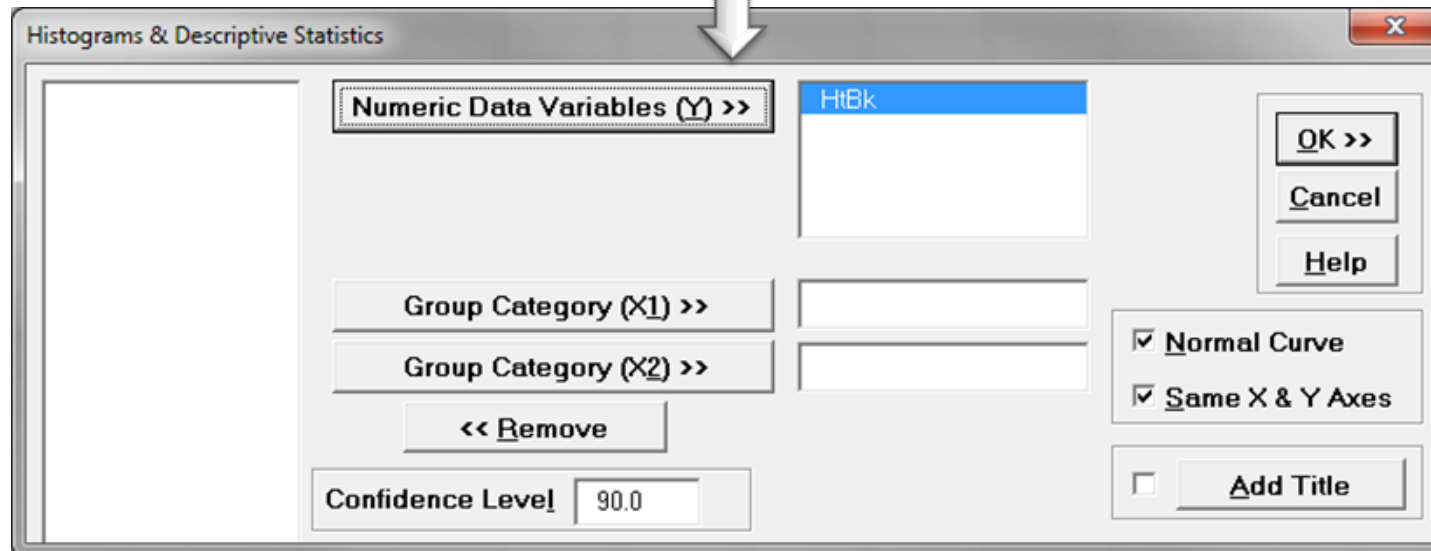 Histograms & Descriptive Statistics
Numeric Data Variables (Y) >>
HtBk
OK >>
Cancel
Help
Group Category (X1) >>
Group Category (X2) >>
<< Remove
Normal Curve
Same X & Y Axes
Confidence Level
90.0
Add Title